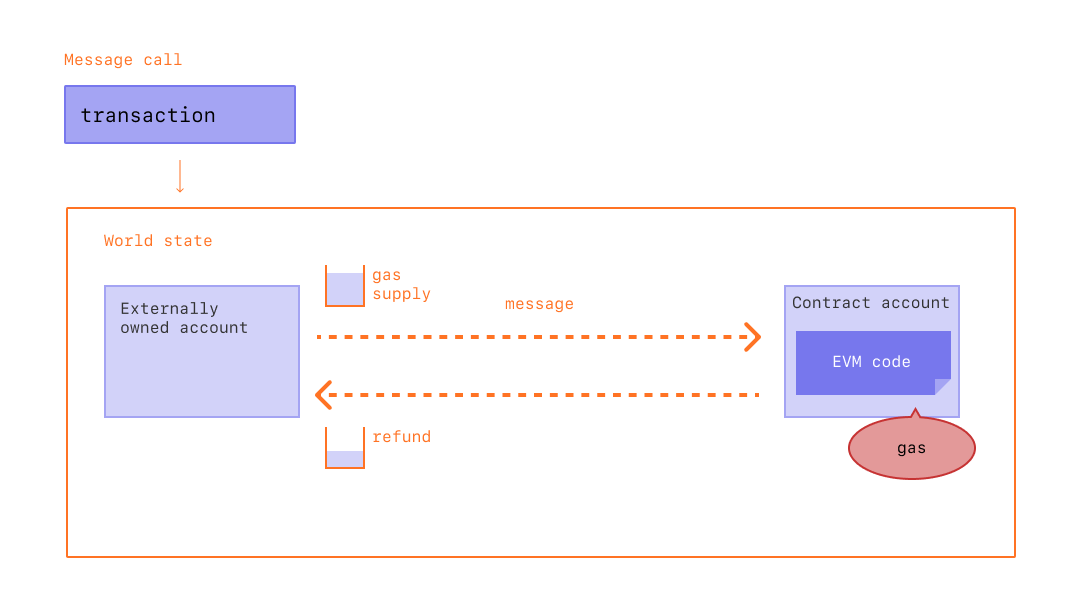 Message call
transaction
World state
gas
supply
message
Externally
owned account
Contract account
EVM code
refund
gas